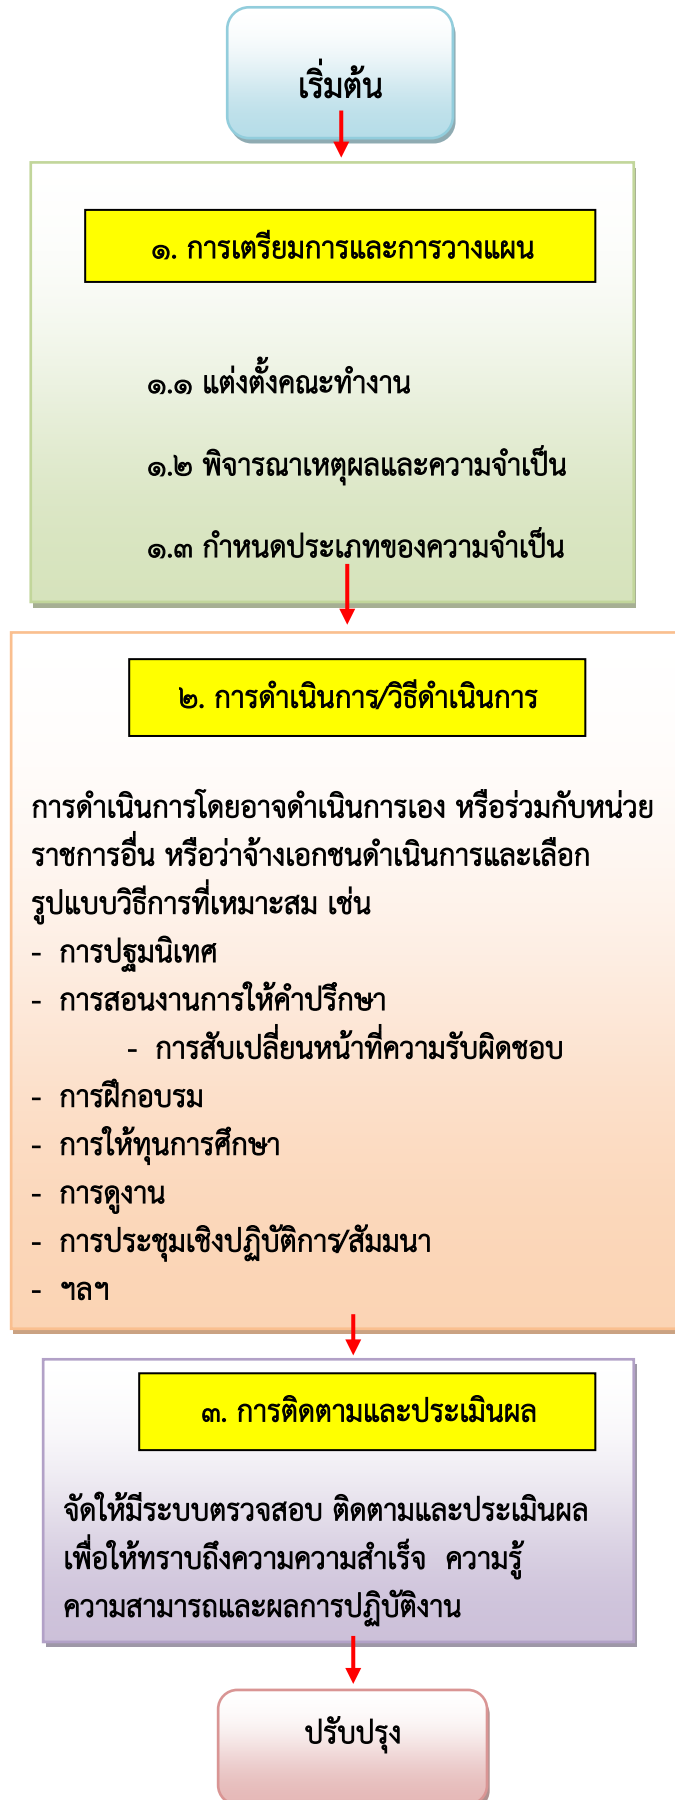 เริ่มต้น
๑. การเตรียมการและการวางแผน
๑.๑ แต่งตั้งคณะทำงาน
๑.๒ พิจารณาเหตุผลและความจำเป็น
๑.๓ กำหนดประเภทของความจำเป็น
๒. การดำเนินการ/วิธีดำเนินการ
การดำเนินการโดยอาจดำเนินการเอง หรือร่วมกับหน่วย
ราชการอื่น หรือว่าจ้างเอกชนดำเนินการและเลือก
รูปแบบวิธีการที่เหมาะสม เช่น
- การปฐมนิเทศ
- การสอนงานการให้คำปรึกษา
- การสับเปลี่ยนหน้าที่ความรับผิดชอบ
- การฝึกอบรม
- การให้ทุนการศึกษา
- การดูงาน
- การประชุมเชิงปฏิบัติการ/สัมมนา
- ฯลฯ
๓. การติดตามและประเมินผล
จัดให้มีระบบตรวจสอบ ติดตามและประเมินผล
เพื่อให้ทราบถึงความความสำเร็จ ความรู้
ความสามารถและผลการปฏิบัติงาน
ปรับปรุง